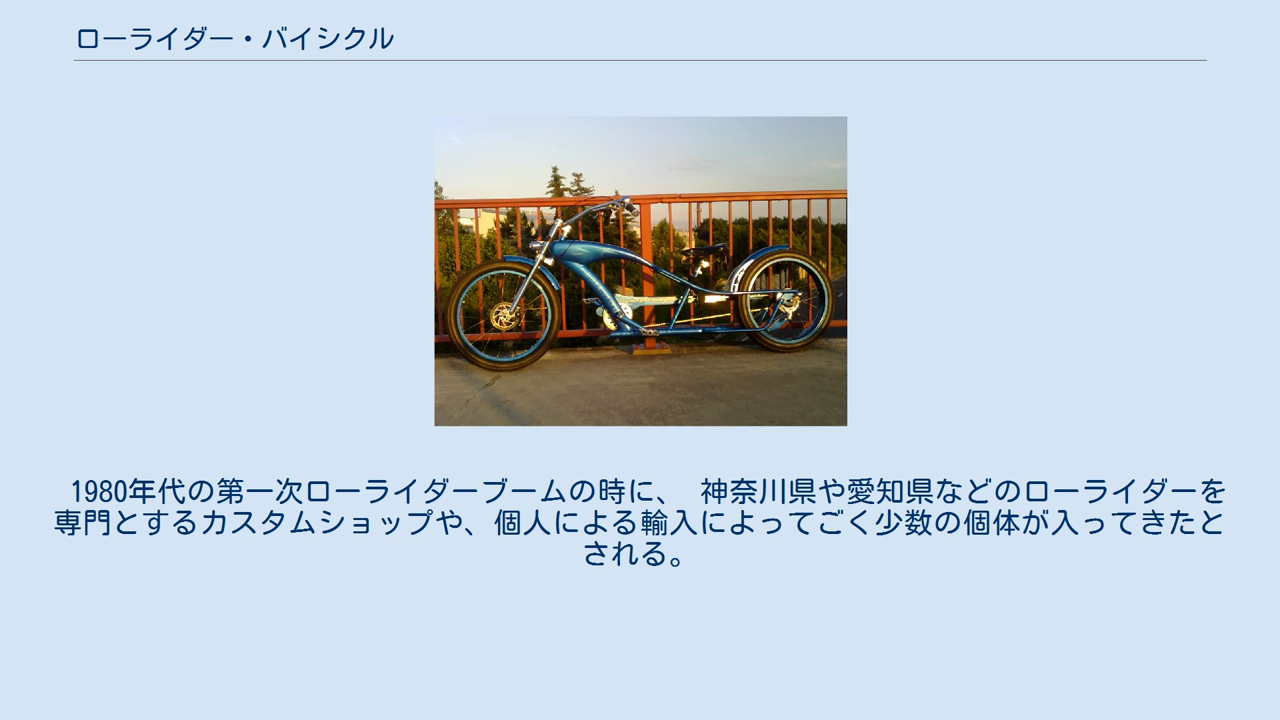 ローライダー・バイシクル
1980年代の第一次ローライダーブームの時に、 神奈川県や愛知県などのローライダーを
専門とするカスタムショップや、個人による輸入によってごく少数の個体が入ってきたと
される。